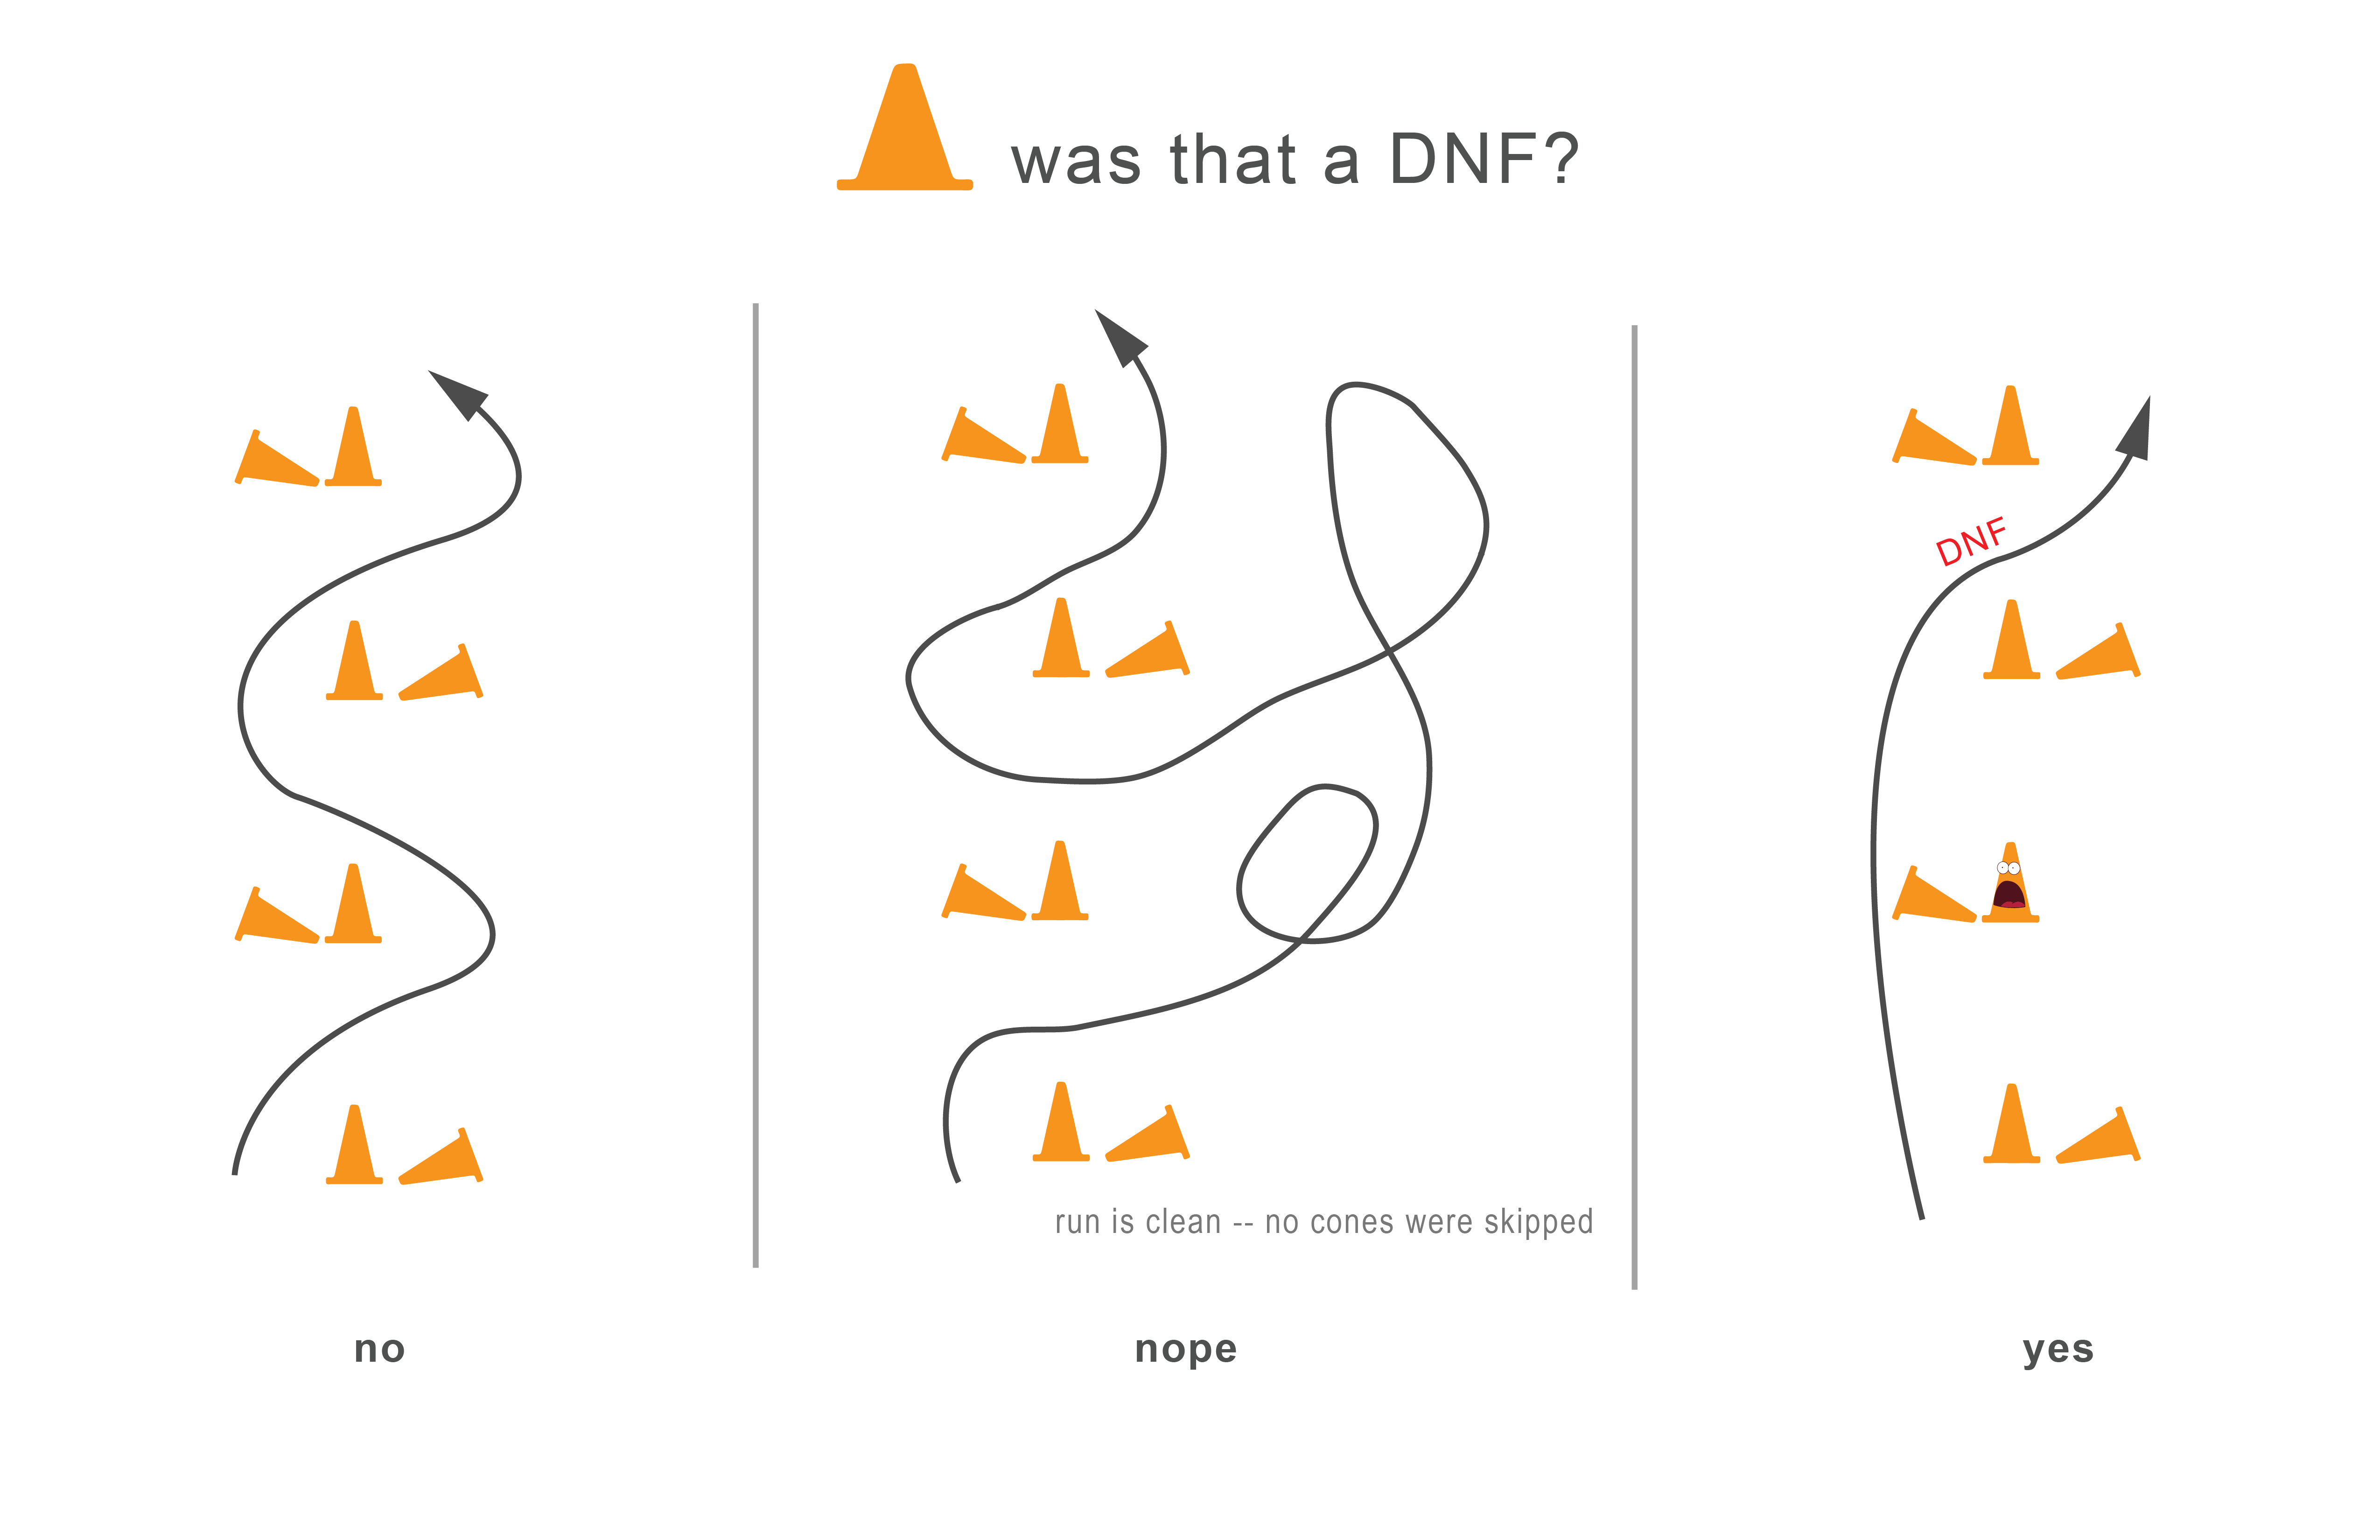 was that a DNF?
DNF
run is clean -- no cones were skipped
no
nope
yes